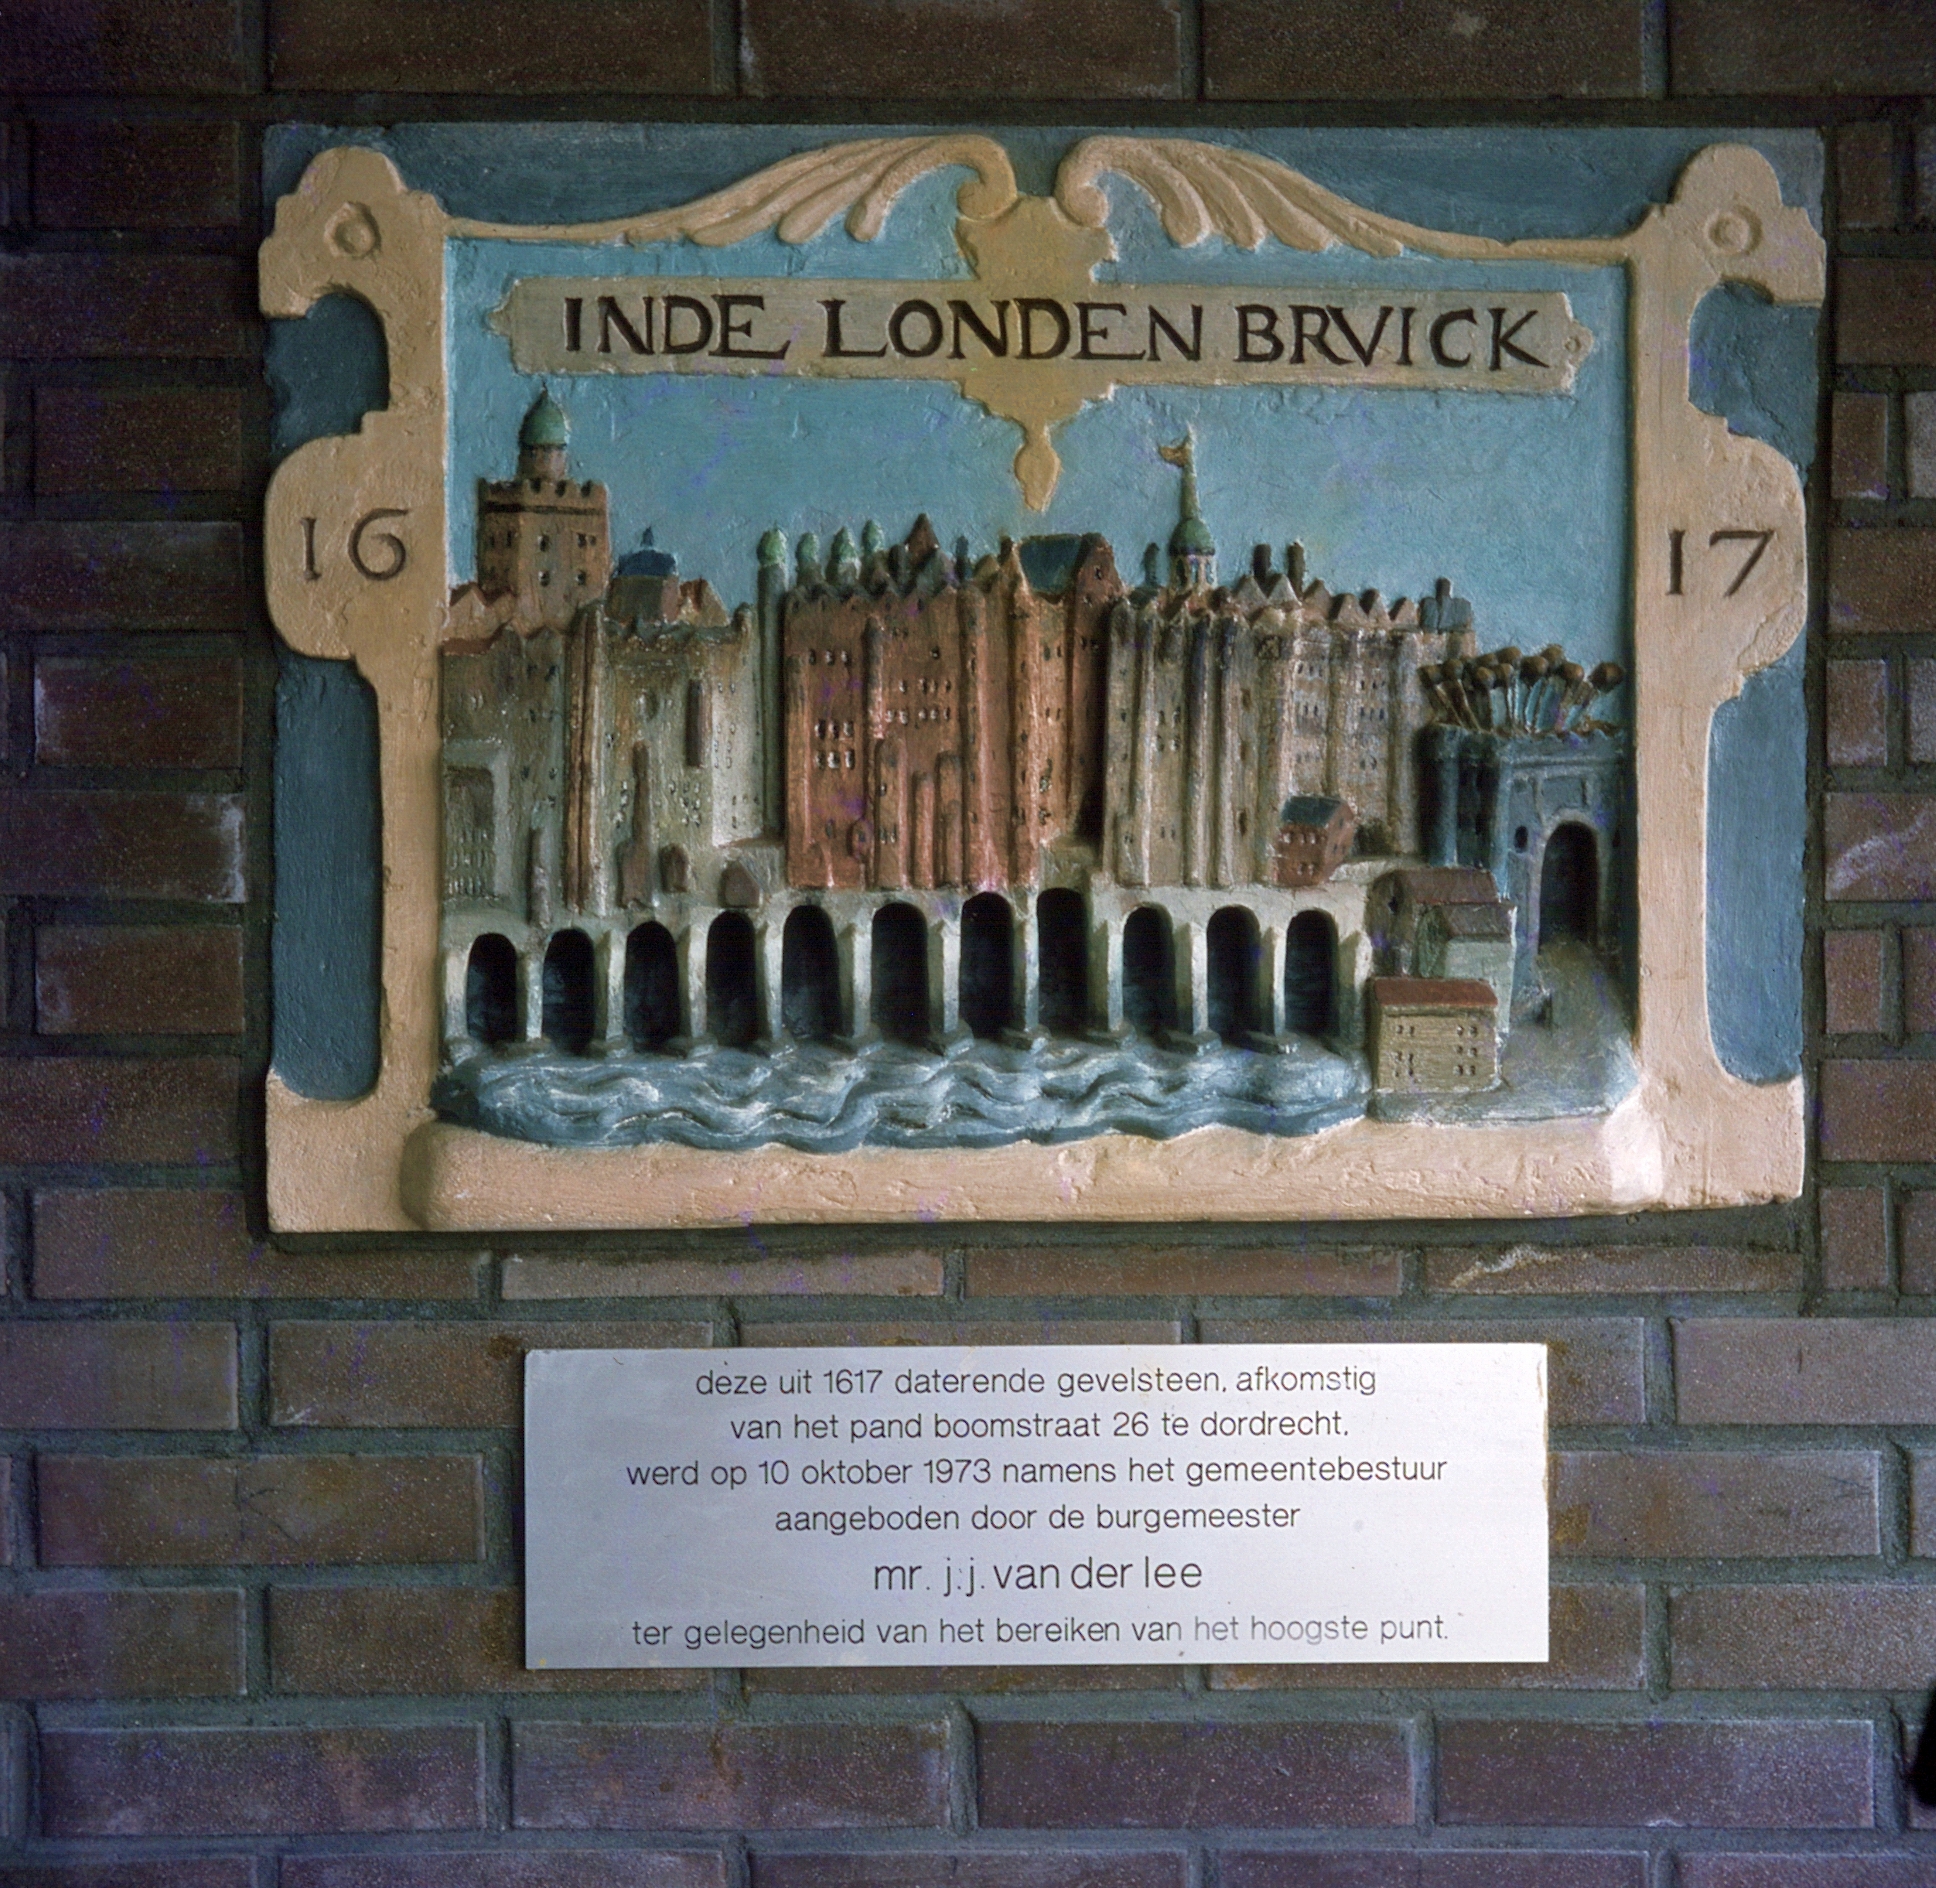 INDE LONDEN BRVICK
16 17
deze uit 1617 daterende gevelsteen, afkomstig
van het pand boomstraat 26 te dordrecht,
werd op 10 oktober 1973 namens het gemeentebestuur
aangeboden door de burgemeester
mr. j.j. van der lee
ter gelegenheid van het bereiken van het hoogste punt.